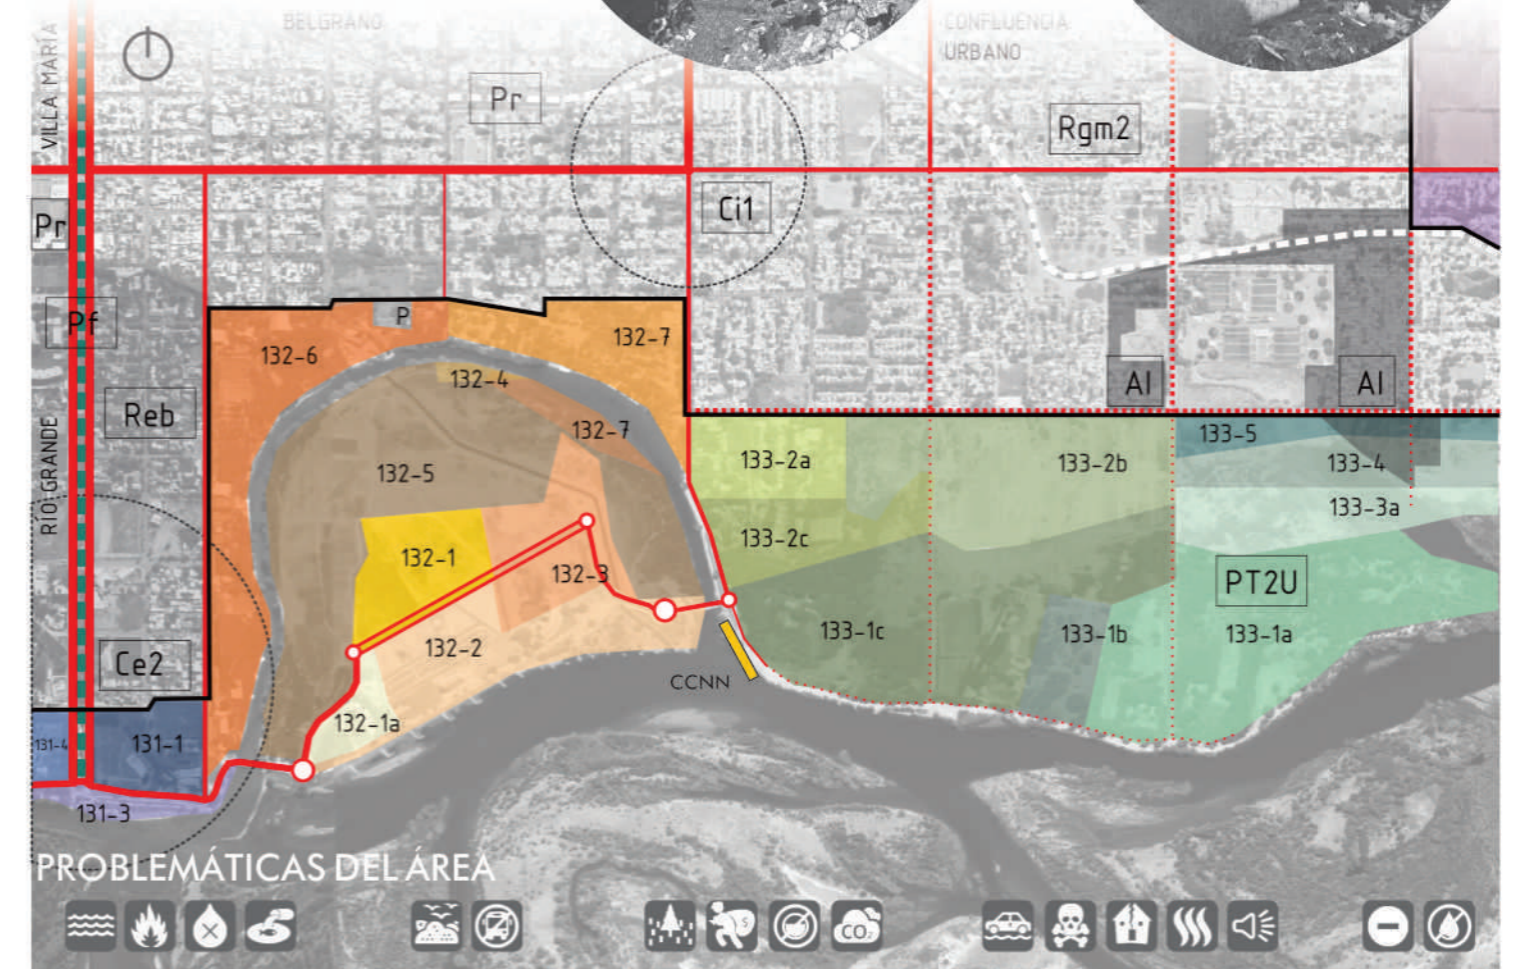 BELGRANO
CONFLUENCIA
URBANO
VILLA MARÍA
Pr
Rgm2
Pr
Ci1
Pf
P
132-7
132-6
132-4
Al
Al
Reb
132-7
133-5
RÍO GRANDE
132-5
133-2a
133-2b
133-4
133-3a
132-1
133-2c
132-3
PT2U
133-1c
133-1b
133-1a
132-2
Ce2
CCNN
132-1a
131-4
131-1
131-3
PROBLEMÁTICAS DEL ÁREA
$
CO2